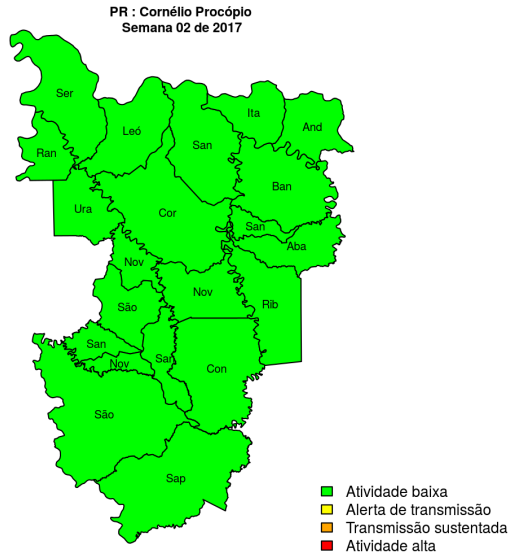 PR : Cornélio Procópio
Semana 02 de 2017
Ser
Ita
And
Leó
San
Ran
Ban
Ura
Cor
San
Aba
Nov
Nov
Rib
São
San
San
Nov
Con
São
Sap
Atividade baixa
Alerta de transmissão
Transmissão sustentada
Atividade alta